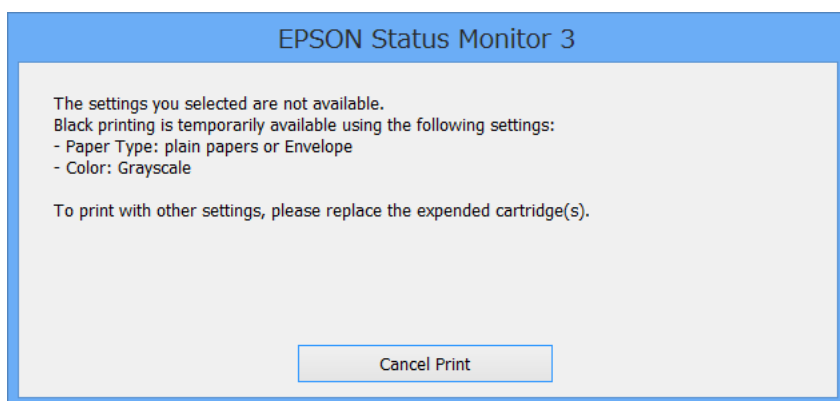 EPSON Status Monitor 3
The settings you selected are not available.
Black printing is temporarily available using the following settings:
- Paper Type: plain papers or Envelope
- Color: Grayscale
To print with other settings, please replace the expended cartridge(s).
Cancel Print